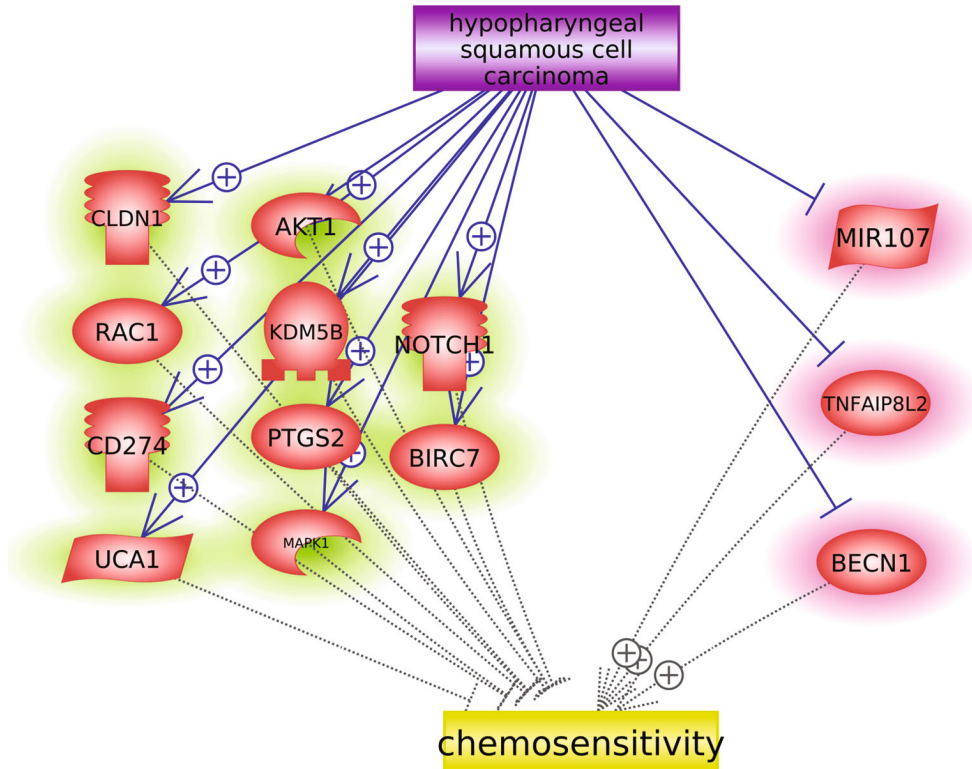 hypopharyngeal
squamous cell
carcinoma
CLDN1
AKT1
MIR107
RAC1
KDM5B
NOTCH1
TNFAIP8L2
CD274
PTGS2
BIRC7
UCA1
MAPK1
BECN1
chemosensitivity